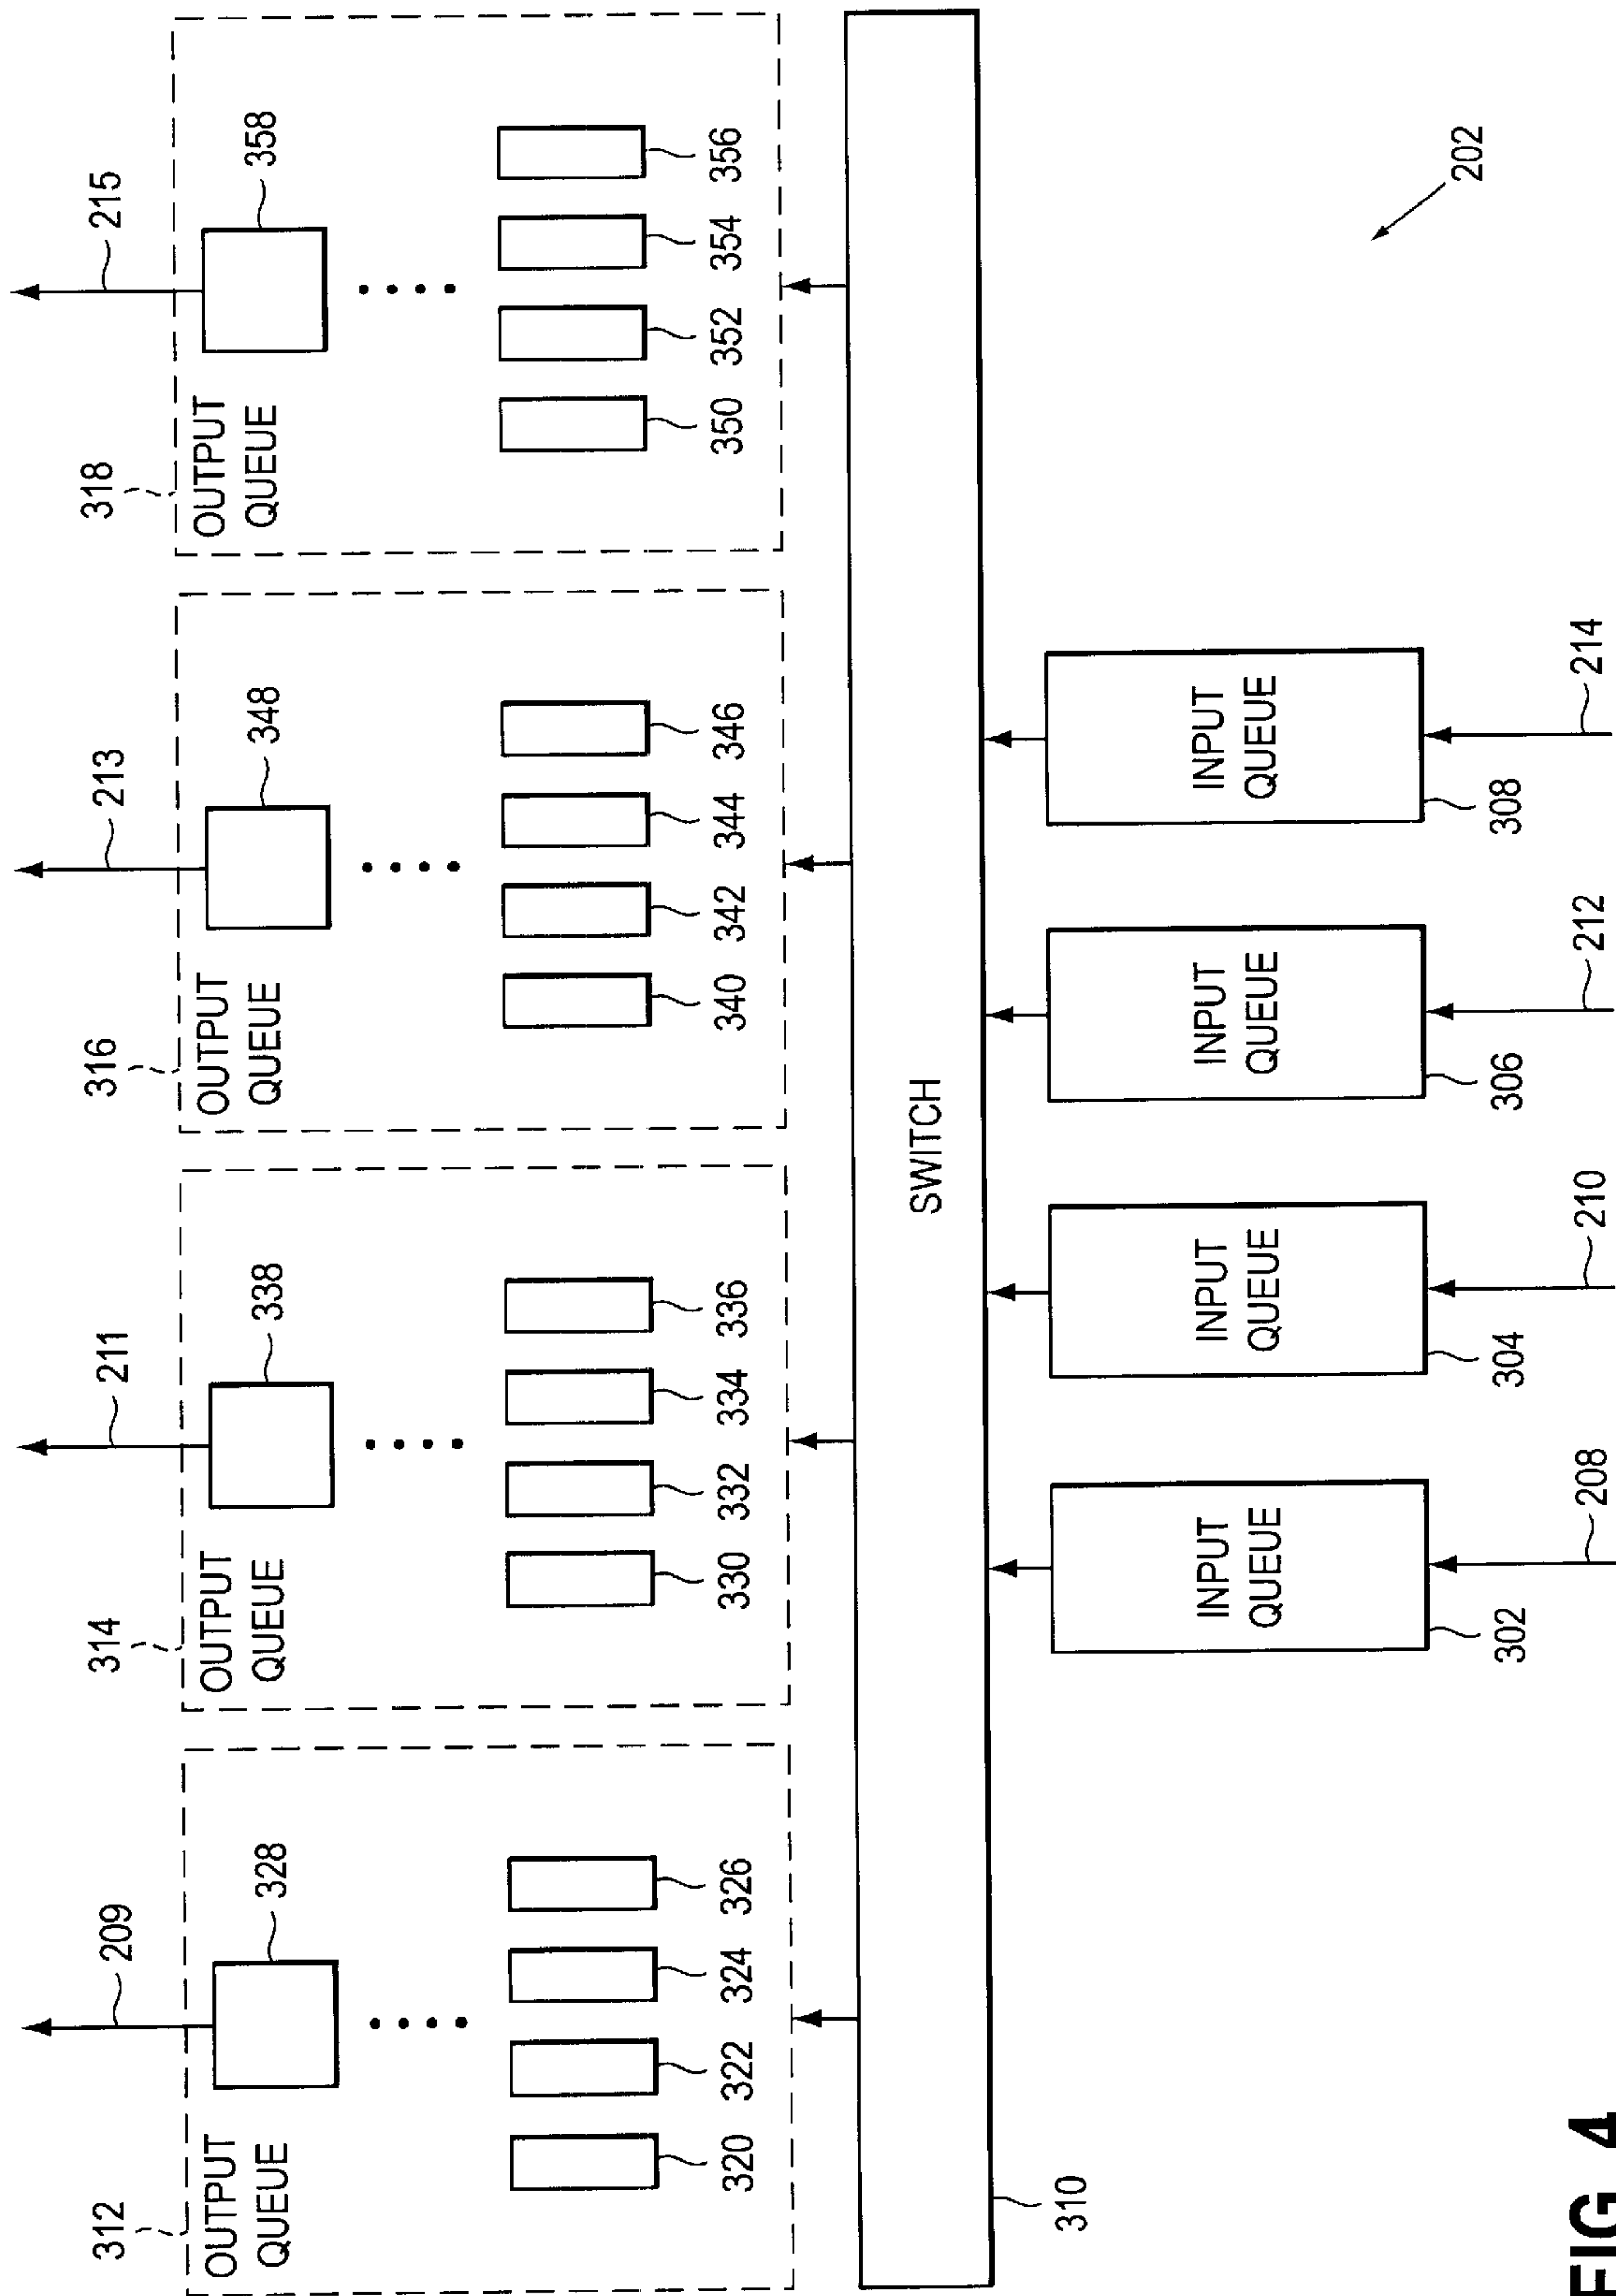 209
211
213
215
312
314
316
318
OUTPUT
QUEUE
328
OUTPUT
QUEUE
338
OUTPUT
QUEUE
348
OUTPUT
QUEUE
358
320
322
324
326
330
332
334
336
340
342
344
346
350
352
354
356
SWITCH
310
INPUT
QUEUE
INPUT
QUEUE
INPUT
QUEUE
INPUT
QUEUE
302
304
306
308
208
210
212
214
202
FIG 4